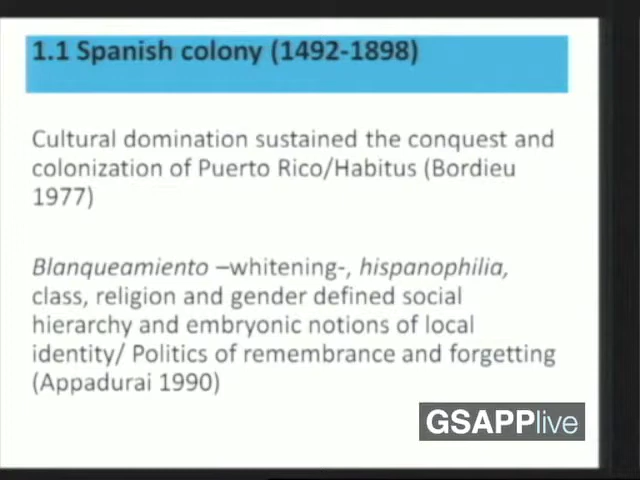 1.1 Spanish colony (1492-1898)
Cultural domination sustained the conquest and
colonization of Puerto Rico/Habitus (Bordieu
1977)
Blanqueamiento –whitening-, hispanophilia,
class, religion and gender defined social
hierarchy and embryonic notions of local
identity/ Politics of remembrance and forgetting
(Appadurai 1990)
GSAPPlive